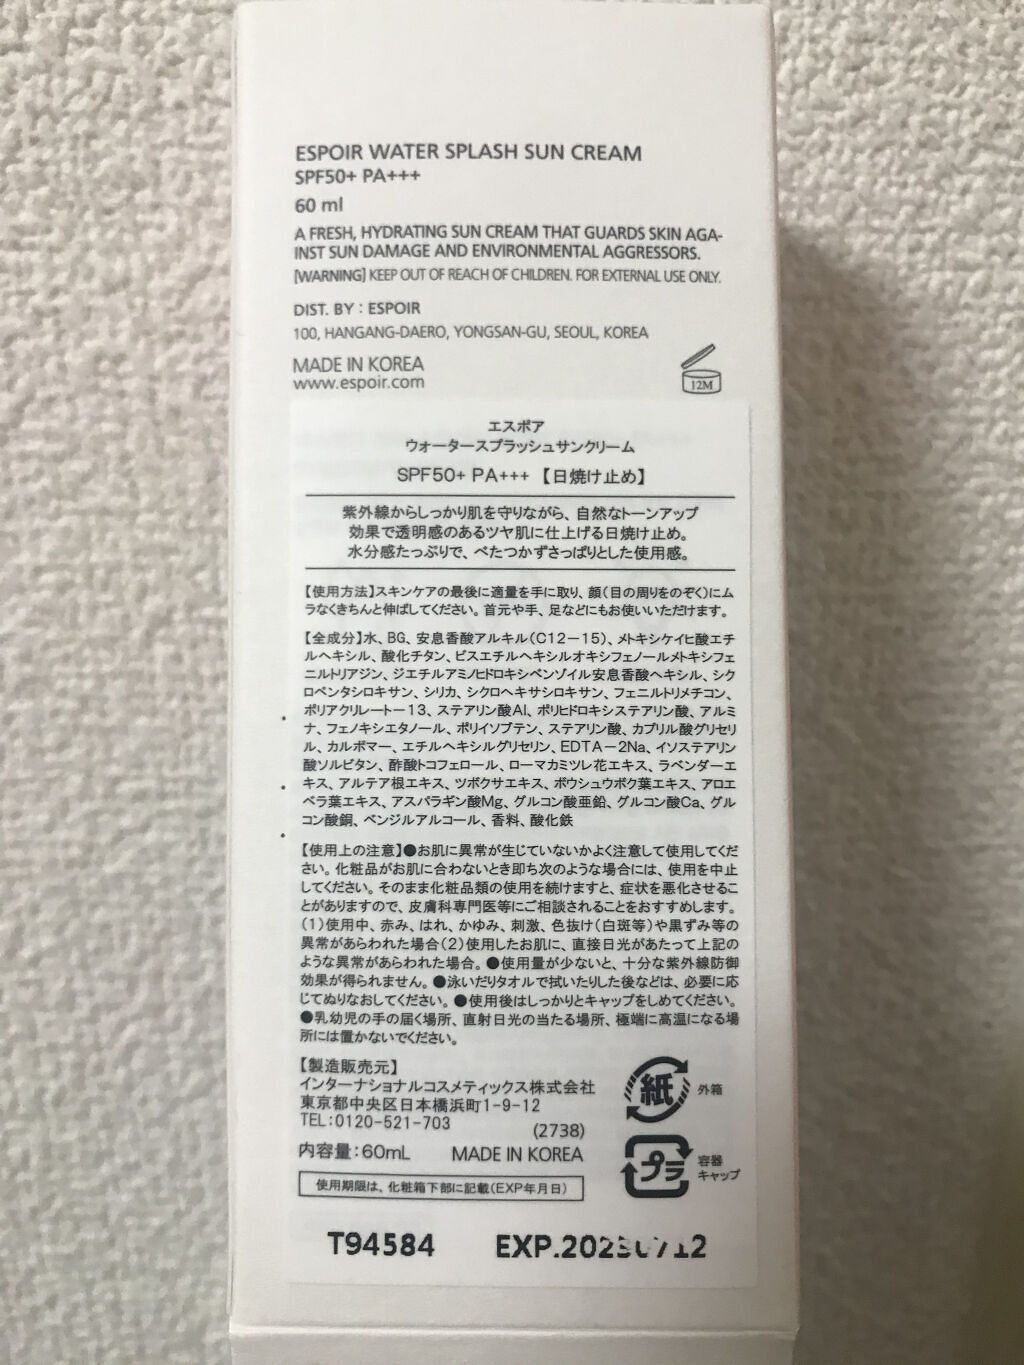 ESPOIR WATER SPLASH SUN CREAM
SPF50+ PA+++
60 ml
A FRESH, HYDRATING SUN CREAM THAT GUARDS SKIN AGA-
INST SUN DAMAGE AND ENVIRONMENTAL AGGRESSORS.
[WARNING] KEEP OUT OF REACH OF CHILDREN. FOR EXTERNAL USE ONLY.
DIST. BY : ESPOIR
100, HANGANG-DAERO, YONGSAN-GU, SEOUL, KOREA
MADE IN KOREA
www.espoir.com
12M
エスポア
ウォータースプラッシュサンクリーム
SPF50+ PA+++ 【日焼け止め】
紫外線からしっかり肌を守りながら、自然なトーンアップ
効果で透明感のあるツヤ肌に仕上げる日焼け止め。
水分感たっぷりで、べたつかずさっぱりとした使用感。
【使用方法】スキンケアの最後に適量を手に取り、顔(目の周りをのぞく)にム
ラなくきちんと伸ばしてください。首元や手、足などにもお使いいただけます。
【全成分】水、BG、安息香酸アルキル(C12－15)、メトキシケイヒ酸エチ
ルヘキシル、酸化チタン、ビスエチルヘキシルオキシフェノールメトキシフェ
ニルトリアジン、ジエチルアミノヒドロキシベンゾイル安息香酸ヘキシル、シク
ロペンタシロキサン、シリカ、シクロヘキサシロキサン、フェニルトリメチコン、
ポリアクリレート－13、ステアリン酸Al、ポリヒドロキシステアリン酸、アルミ
ナ、フェノキシエタノール、ポリイソブテン、ステアリン酸、カプリル酸グリセリ
ル、カルボマー、エチルヘキシルグリセリン、EDTA－2Na、イソステアリン
酸ソルビタン、酢酸トコフェロール、ローマカミツレ花エキス、ラベンダーエ
キス、アルテア根エキス、ツボクサエキス、ボウシュウボク葉エキス、アロエ
ベラ葉エキス、アスパラギン酸Mg、グルコン酸亜鉛、グルコン酸Ca、グル
コン酸銅、ベンジルアルコール、香料、酸化鉄
【使用上の注意】●お肌に異常が生じていないかよく注意して使用してくだ
さい。化粧品がお肌に合わないとき即ち次のような場合には、使用を中止
してください。そのまま化粧品類の使用を続けますと、症状を悪化させるこ
とがありますので、皮膚科専門医等にご相談されることをおすすめします。
(1)使用中、赤み、はれ、かゆみ、刺激、色抜け(白斑等)や黒ずみ等の
異常があらわれた場合(2)使用したお肌に、直接日光があたって上記の
ような異常があらわれた場合。●使用量が少ないと、十分な紫外線防御
効果が得られません。●泳いだりタオルで拭いたりした後などは、必要に応
じてぬりなおしてください。●使用後はしっかりとキャップをしめてください。
●乳幼児の手の届く場所、直射日光の当たる場所、極端に高温になる場
所には置かないでください。
【製造販売元】
インターナショナルコスメティックス株式会社
東京都中央区日本橋浜町1-9-12
TEL:0120-521-703
(2738)
内容量:60mL MADE IN KOREA
使用期限は、化粧箱下部に記載(EXP年月日)
紙 外箱
プラ 容器
キャップ
T94584 EXP.20230712